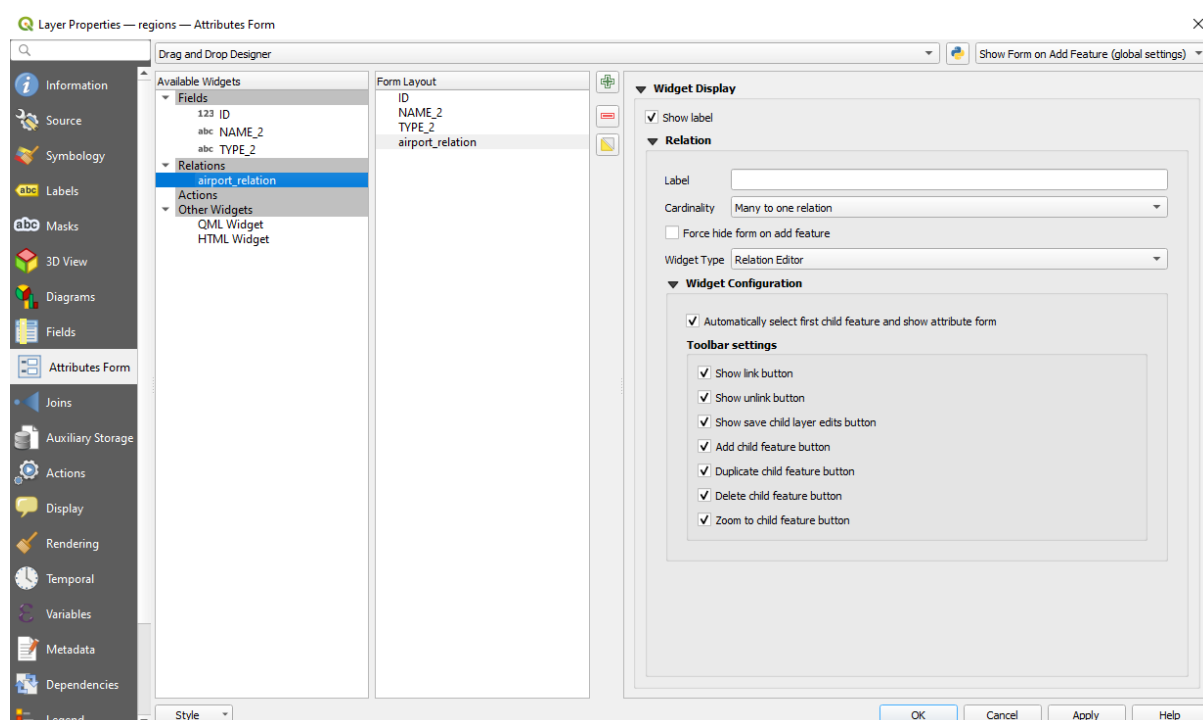 Layer Properties — regions — Attributes Form
Drag and Drop Designer
Show Form on Add Feature (global settings)
Information
Source
Symbology
abc Labels
abc Masks
3D View
Diagrams
Fields
Attributes Form
Joins
Auxiliary Storage
Actions
Display
Rendering
Temporal
Variables
Metadata
Dependencies
Legend
Available Widgets
Fields
123 ID
abc NAME_2
abc TYPE_2
Relations
airport_relation
Actions
Other Widgets
QML Widget
HTML Widget
Form Layout
ID
NAME_2
TYPE_2
airport_relation
Widget Display
Show label
Relation
Label
Cardinality Many to one relation
Force hide form on add feature
Widget Type Relation Editor
Widget Configuration
Automatically select first child feature and show attribute form
Toolbar settings
Show link button
Show unlink button
Show save child layer edits button
Add child feature button
Duplicate child feature button
Delete child feature button
Zoom to child feature button
Style
OK
Cancel
Apply
Help